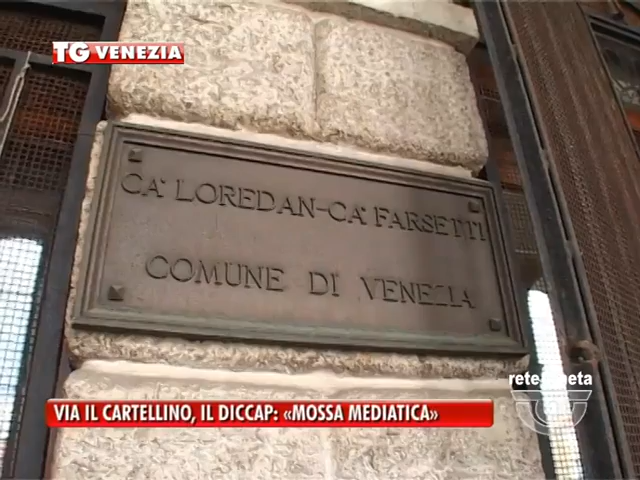 TG VENEZIA
CA' LOREDAN-CA' FARSETTI
COMUNE DI VENEZIA
rete veneta
VIA IL CARTELLINO, IL DICCAP: «MOSSA MEDIATICA»